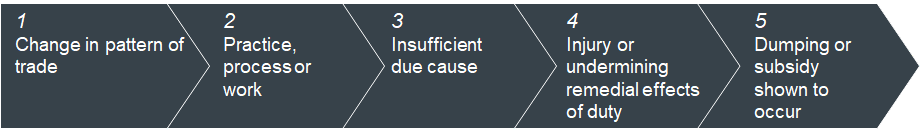 1
Change in pattern of
trade
2
Practice,
process or
work
3
Insufficient
due cause
4
Injury or
undermining
remedial effects
of duty
5
Dumping or
subsidy
shown to
occur